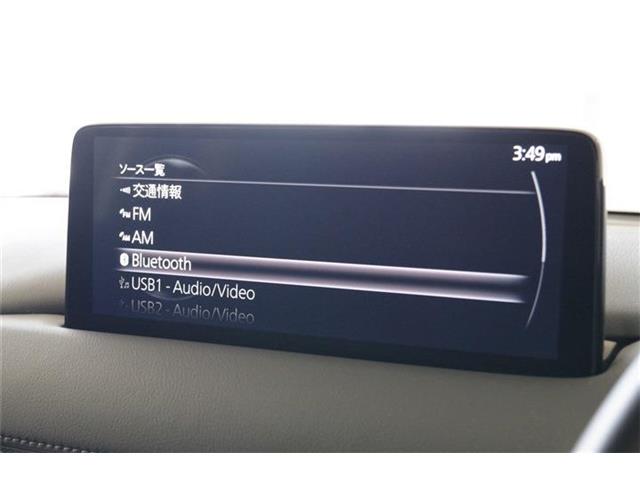 3:49pm
ソース一覧
交通情報
FM
AM
Bluetooth
USB1 - Audio/Video
USB2 - Audio/Video